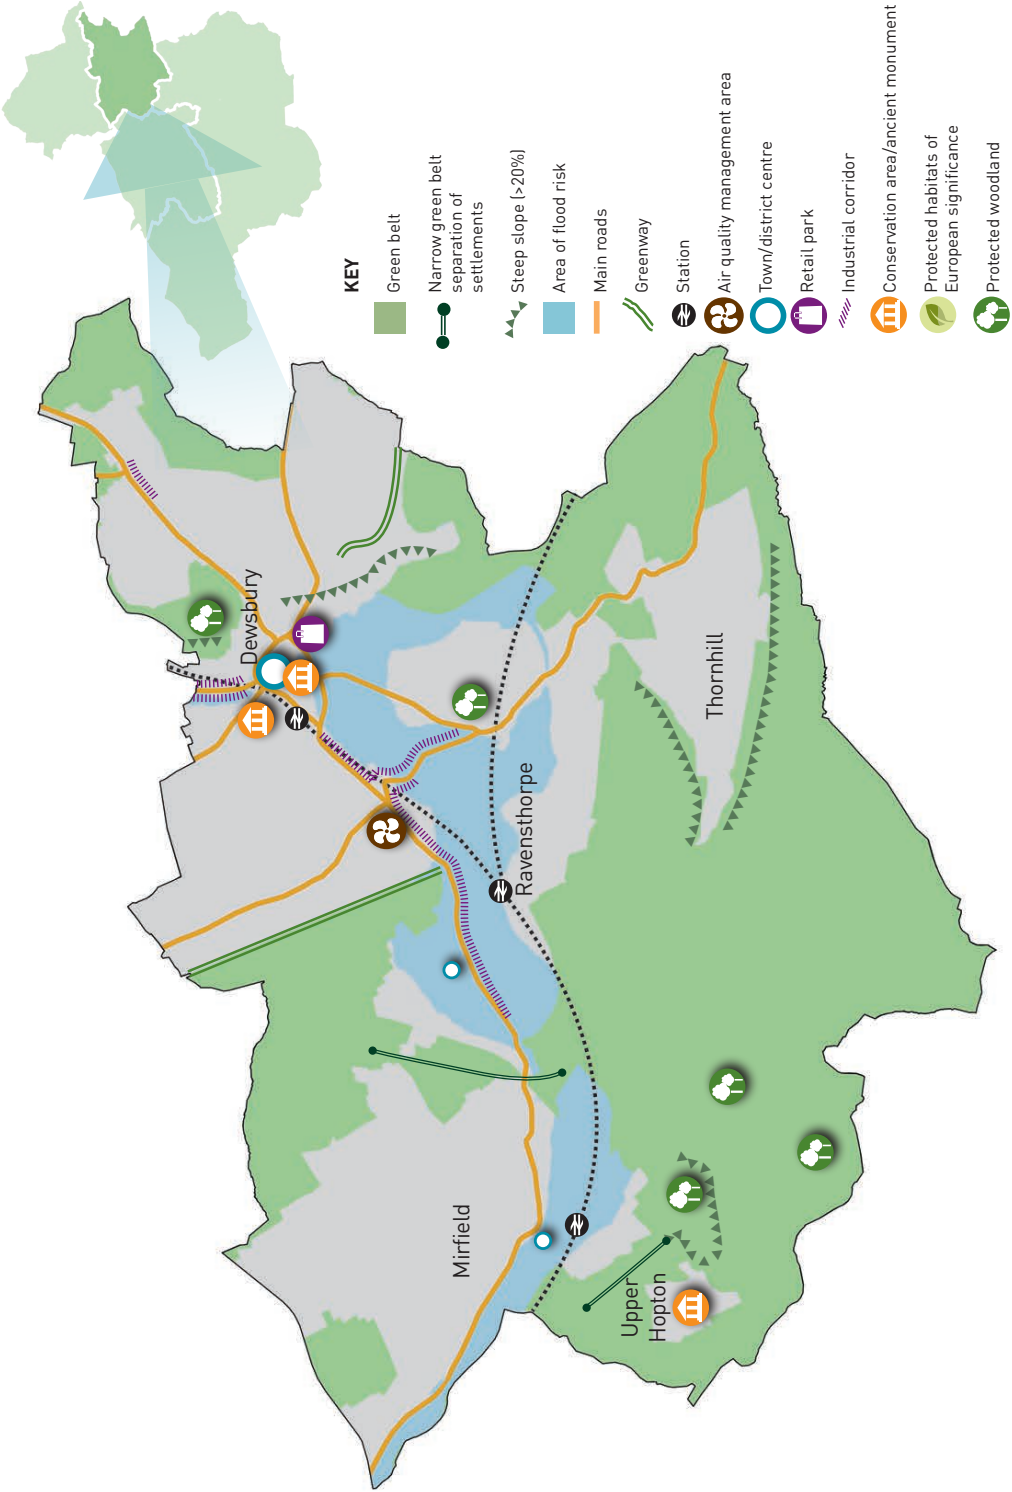 KEY
Green belt
Narrow green belt
separation of
settlements
Steep slope (>20%)
Area of flood risk
Main roads
Greenway
Station
Air quality management area
Town/district centre
Retail park
Industrial corridor
Conservation area/ancient monument
Protected habitats of
European significance
Protected woodland
Dewsbury
Ravensthorpe
Thornhill
Mirfield
Upper
Hopton